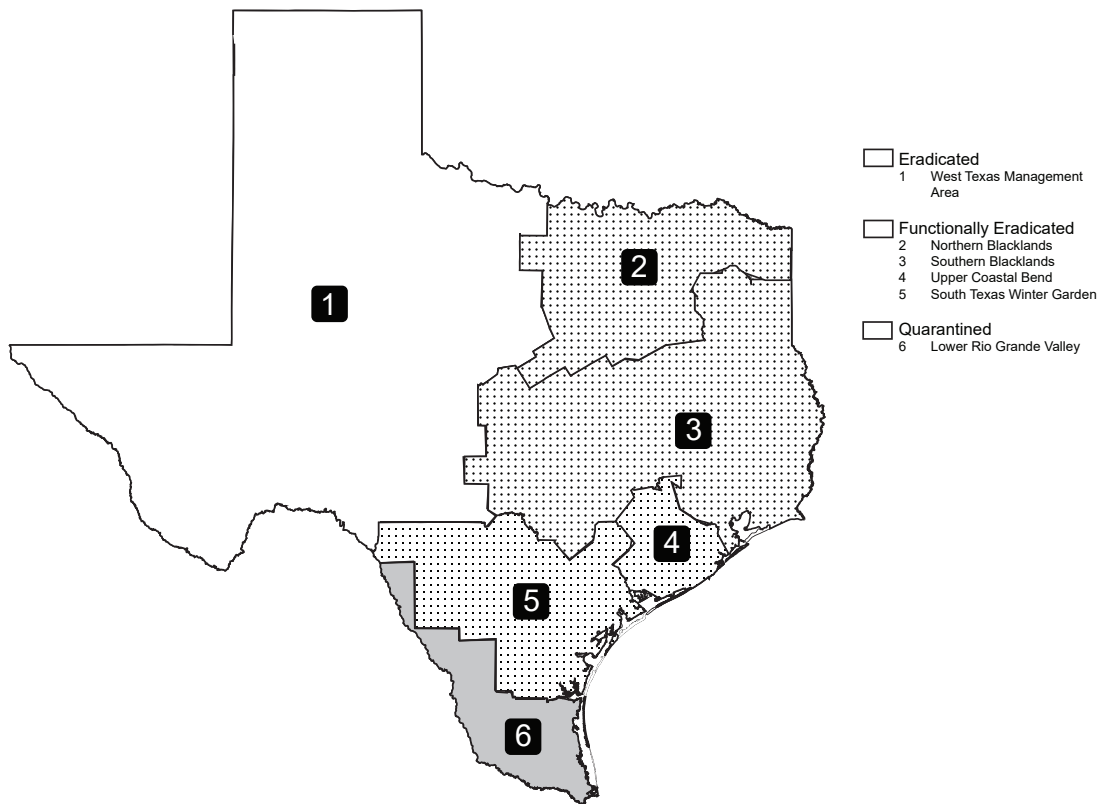 1
2
3
4
5
6
Eradicated
1 West Texas Management
Area
Functionally Eradicated
2 Northern Blacklands
3 Southern Blacklands
4 Upper Coastal Bend
5 South Texas Winter Garden
Quarantined
6 Lower Rio Grande Valley